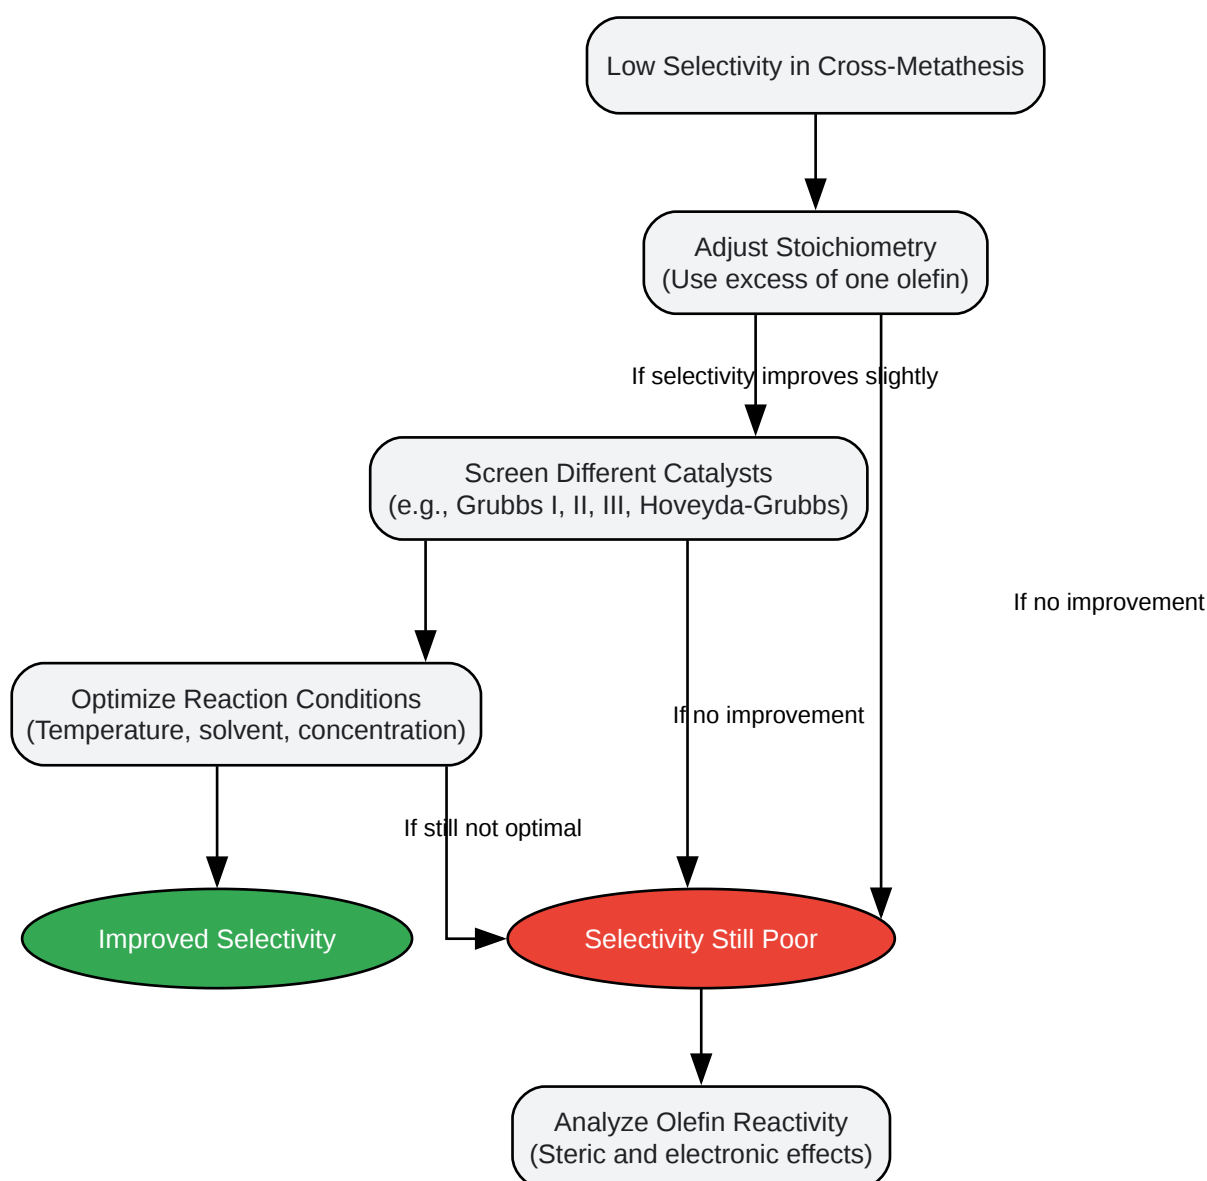 Low Selectivity in Cross-Metathesis
Adjust Stoichiometry
(Use excess of one olefin)
If selectivity improves slightly
Screen Different Catalysts
(e.g., Grubbs I, II, III, Hoveyda-Grubbs)
If no improvement
Optimize Reaction Conditions
(Temperature, solvent, concentration)
If no improvement
If still not optimal
Improved Selectivity
Selectivity Still Poor
Analyze Olefin Reactivity
(Steric and electronic effects)